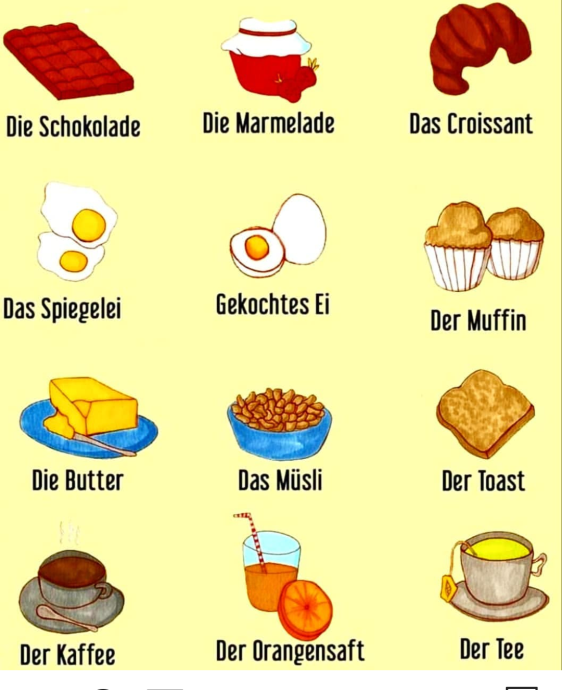 Die Schokolade
Die Marmelade
Das Croissant
Das Spiegelei
Gekochtes Ei
Der Muffin
Die Butter
Das Müsli
Der Toast
Der Kaffee
Der Orangensaft
Der Tee